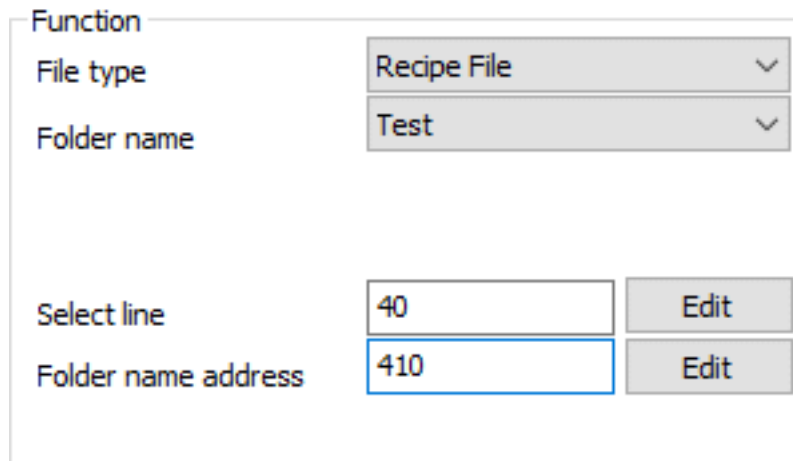 Function
File type Recipe File
Folder name Test
Select line 40 Edit
Folder name address 410 Edit